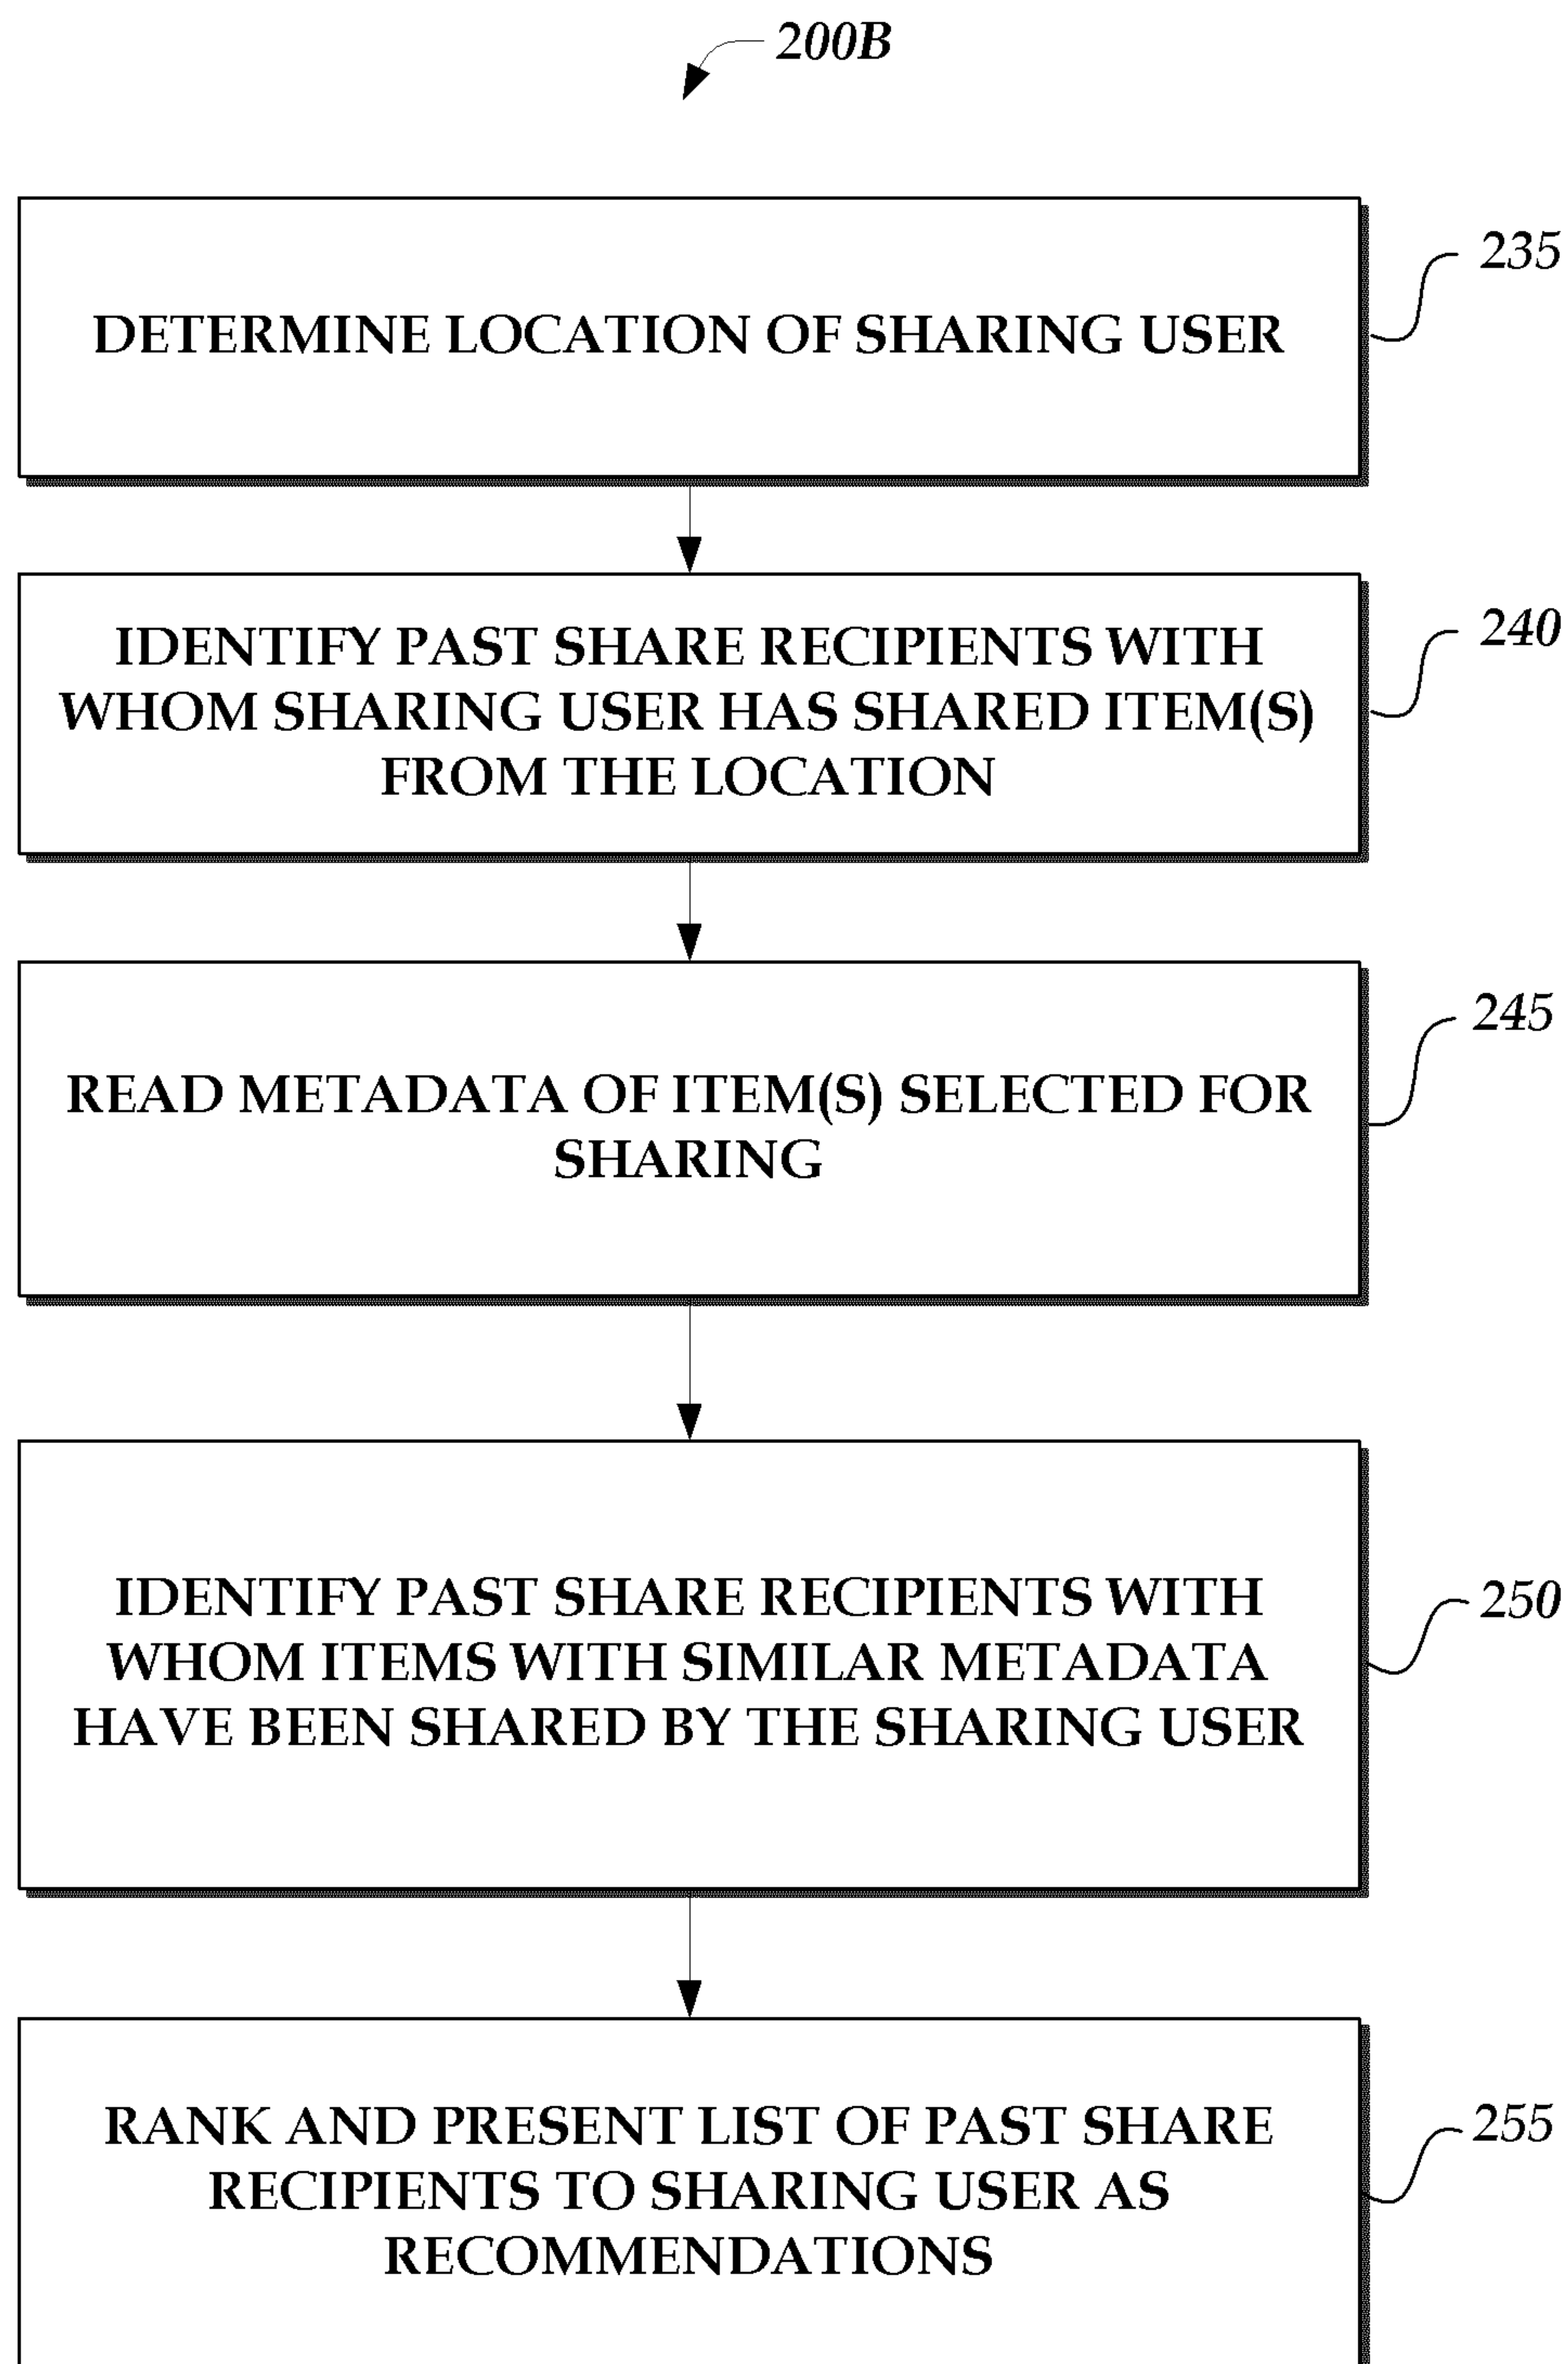 200B
DETERMINE LOCATION OF SHARING USER
235
IDENTIFY PAST SHARE RECIPIENTS WITH
WHOM SHARING USER HAS SHARED ITEM(S)
FROM THE LOCATION
240
READ METADATA OF ITEM(S) SELECTED FOR
SHARING
245
IDENTIFY PAST SHARE RECIPIENTS WITH
WHOM ITEMS WITH SIMILAR METADATA
HAVE BEEN SHARED BY THE SHARING USER
250
RANK AND PRESENT LIST OF PAST SHARE
RECIPIENTS TO SHARING USER AS
RECOMMENDATIONS
255